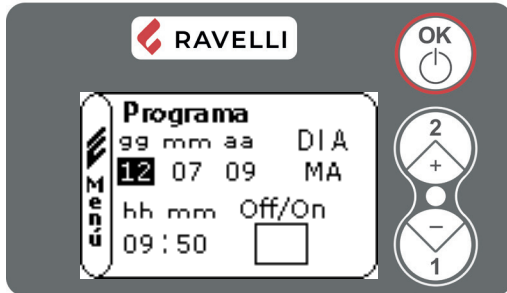 RAVELLI
OK
Programa
gg mm aa DIA
12 07 09 MA
hh mm Off/On
09:50
Menú
2
+
−
1